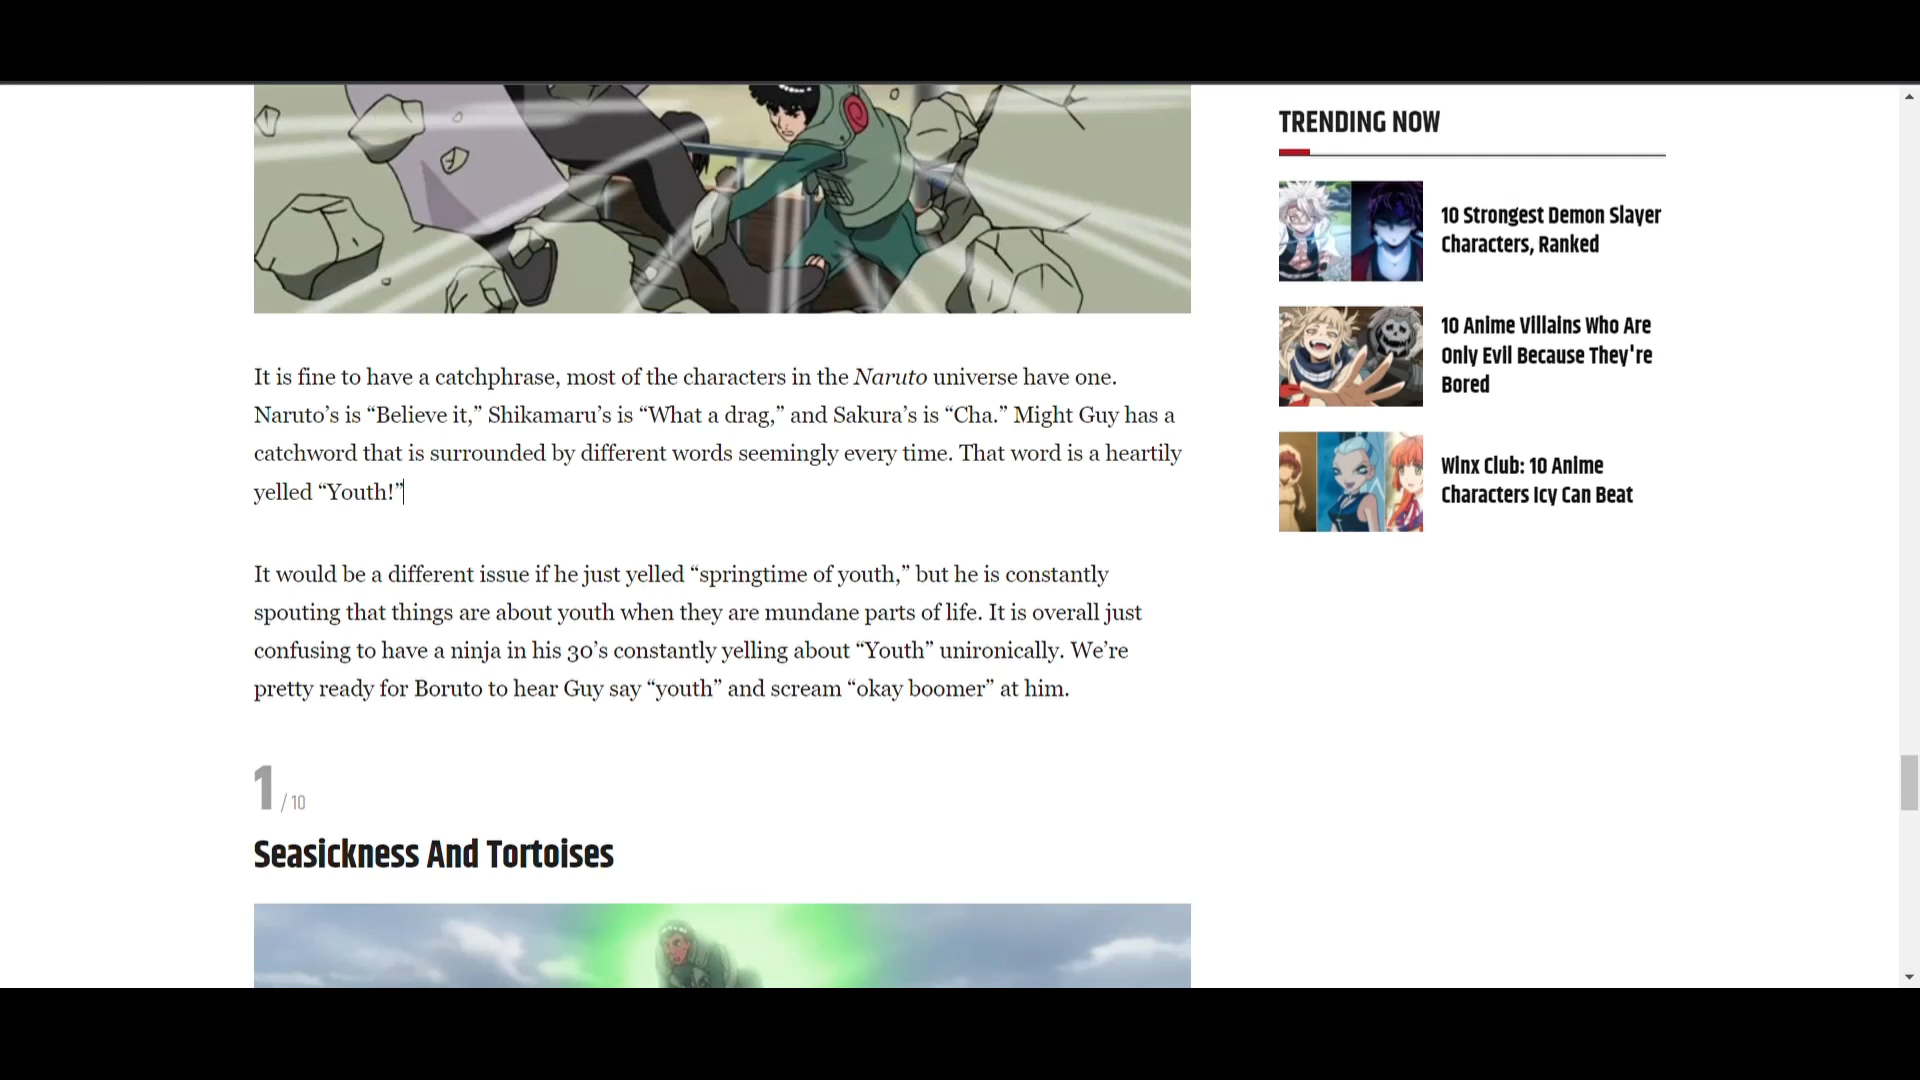 It is fine to have a catchphrase, most of the characters in the Naruto universe have one.
Naruto’s is “Believe it,” Shikamaru’s is “What a drag,” and Sakura’s is “Cha.” Might Guy has a
catchword that is surrounded by different words seemingly every time. That word is a heartily
yelled “Youth!”
It would be a different issue if he just yelled “springtime of youth,” but he is constantly
spouting that things are about youth when they are mundane parts of life. It is overall just
confusing to have a ninja in his 30’s constantly yelling about “Youth” unironically. We’re
pretty ready for Boruto to hear Guy say “youth” and scream “okay boomer” at him.
1 / 10
Seasickness And Tortoises
TRENDING NOW
10 Strongest Demon Slayer
Characters, Ranked
10 Anime Villains Who Are
Only Evil Because They're
Bored
Winx Club: 10 Anime
Characters Icy Can Beat